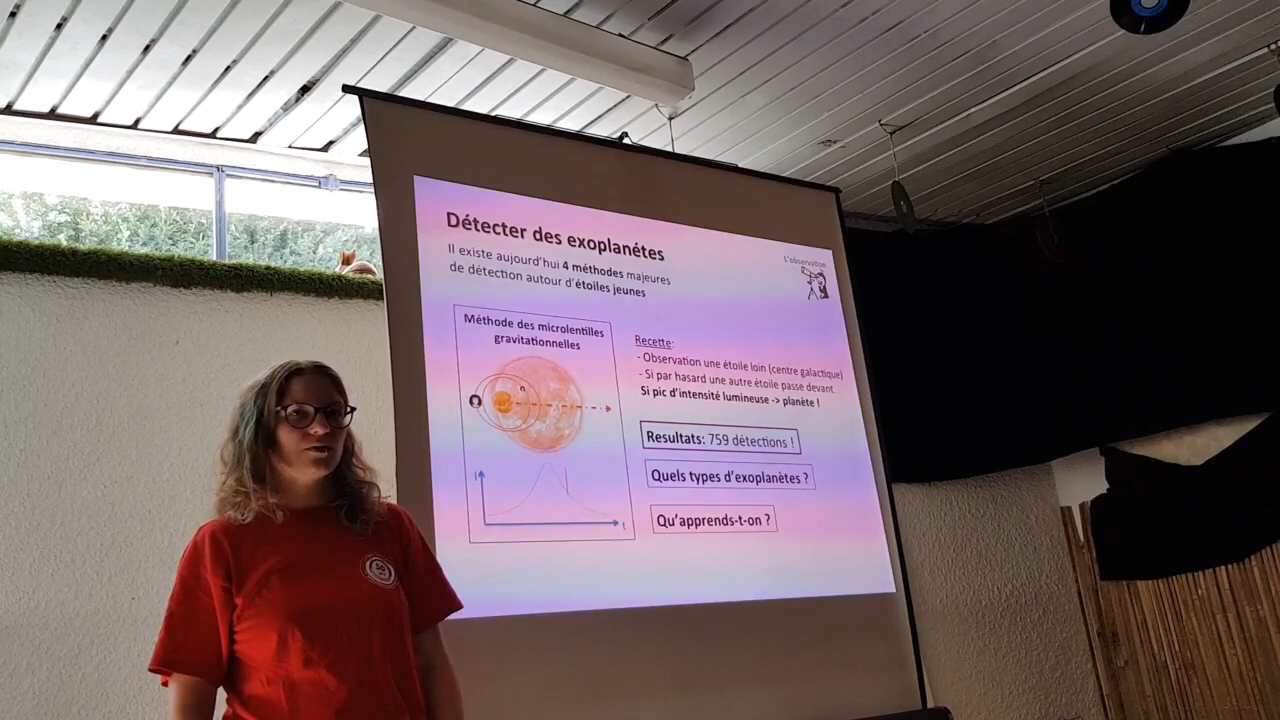 Détecter des exoplanétes
Il existe aujourd'hui 4 méthodes majeures
de détection autour d'étoiles jeunes
L'observation
Méthode des microlentilles
gravitationnelles
I
t
Recette:
- Observation une étoile loin (centre galactique)
- Si par hasard une autre étoile passe devant...
Si pic d'intensité lumineuse -> planète !
Resultats: 759 détections !
Quels types d'exoplanètes ?
Qu'apprends-t-on ?